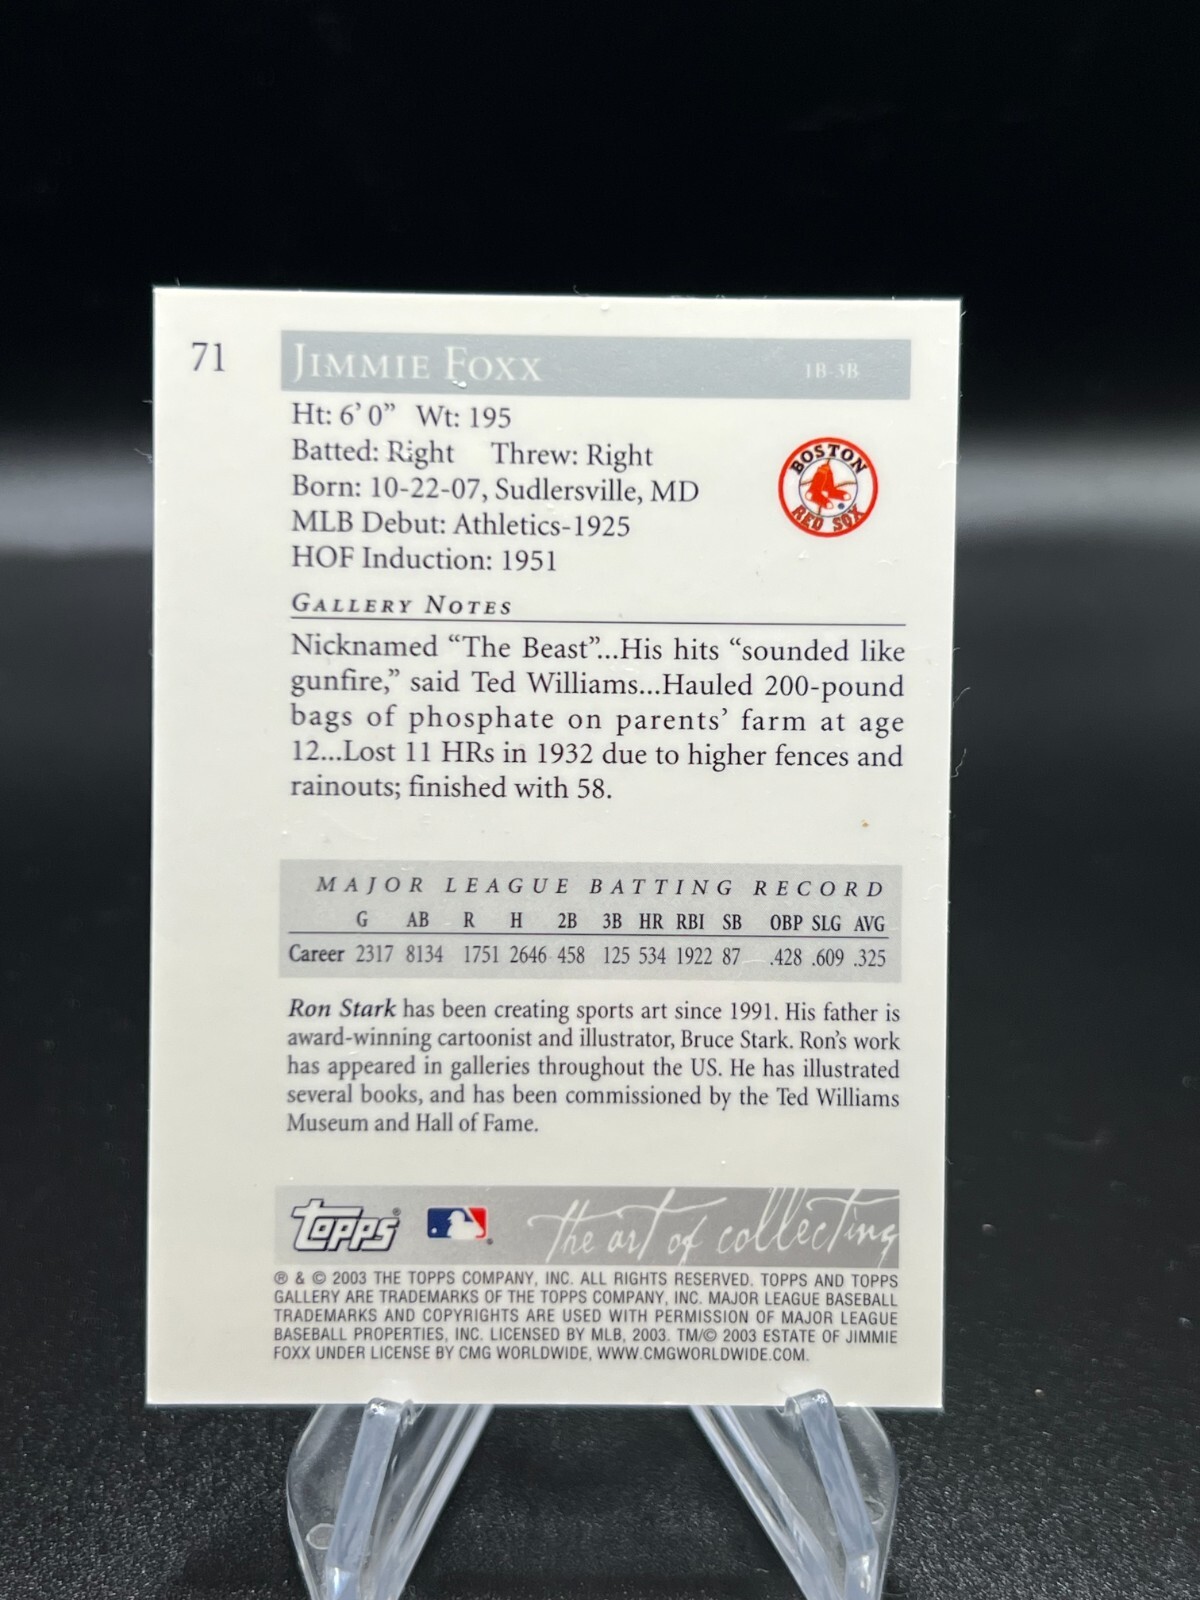 71
JIMMIE FOXX 1B-3B
Ht: 6’ 0” Wt: 195
Batted: Right Threw: Right
Born: 10-22-07, Sudlersville, MD
MLB Debut: Athletics-1925
HOF Induction: 1951
BOSTON
RED SOX
GALLERY NOTES
Nicknamed “The Beast”...His hits “sounded like
gunfire,” said Ted Williams...Hauled 200-pound
bags of phosphate on parents’ farm at age
12...Lost 11 HRs in 1932 due to higher fences and
rainouts; finished with 58.
MAJOR LEAGUE BATTING RECORD
G AB R H 2B 3B HR RBI SB OBP SLG AVG
Career 2317 8134 1751 2646 458 125 534 1922 87 .428 .609 .325
Ron Stark has been creating sports art since 1991. His father is
award-winning cartoonist and illustrator, Bruce Stark. Ron’s work
has appeared in galleries throughout the US. He has illustrated
several books, and has been commissioned by the Ted Williams
Museum and Hall of Fame.
Topps® ® the art of collecting
® & © 2003 THE TOPPS COMPANY, INC. ALL RIGHTS RESERVED. TOPPS AND TOPPS
GALLERY ARE TRADEMARKS OF THE TOPPS COMPANY, INC. MAJOR LEAGUE BASEBALL
TRADEMARKS AND COPYRIGHTS ARE USED WITH PERMISSION OF MAJOR LEAGUE
BASEBALL PROPERTIES, INC. LICENSED BY MLB, 2003. TM/© 2003 ESTATE OF JIMMIE
FOXX UNDER LICENSE BY CMG WORLDWIDE, WWW.CMGWORLDWIDE.COM.